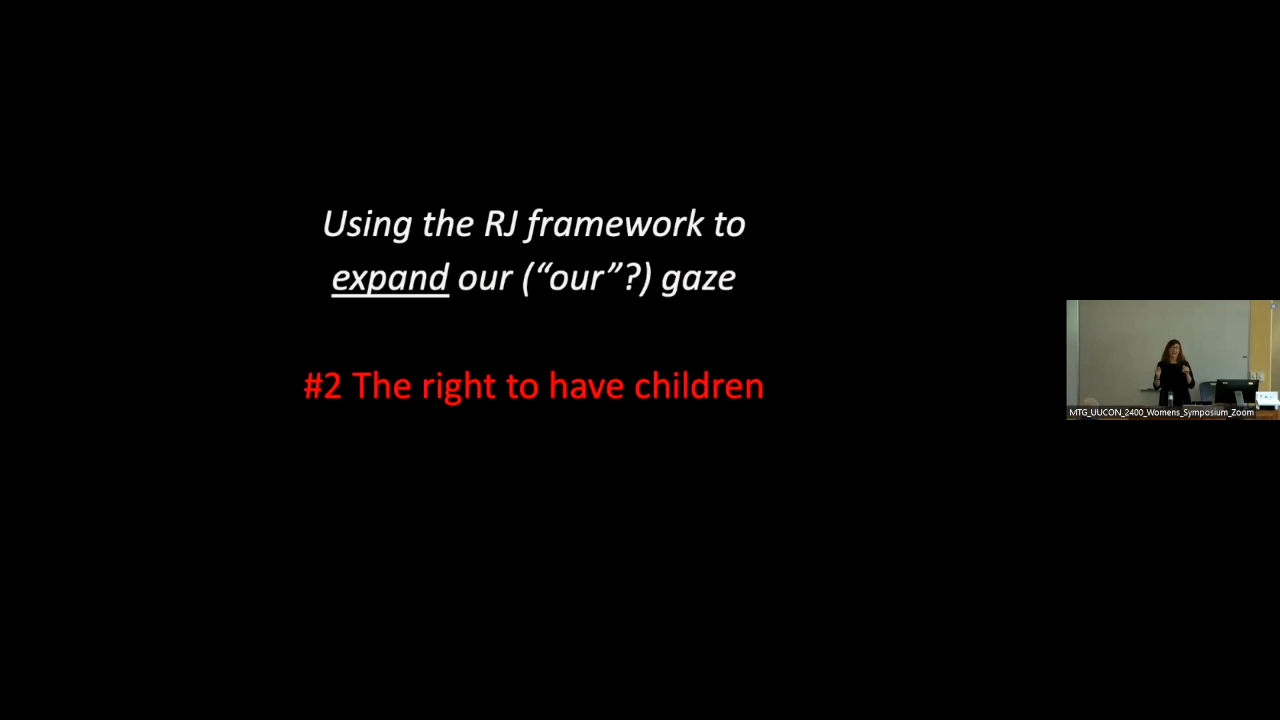 Using the RJ framework to
expand our (“our”?) gaze
#2 The right to have children
MTG_UUCON_2400_Womens_Symposium_Zoom